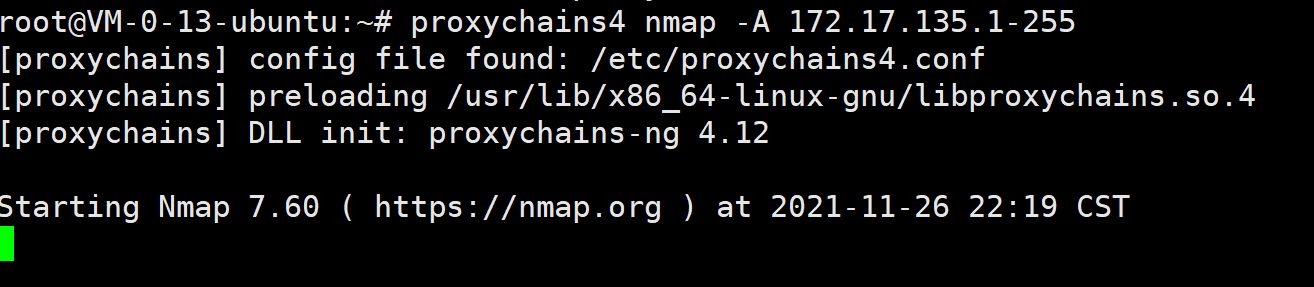 root@VM-0-13-ubuntu:~# proxychains4 nmap -A 172.17.135.1-255
[proxychains] config file found: /etc/proxychains4.conf
[proxychains] preloading /usr/lib/x86_64-linux-gnu/libproxychains.so.4
[proxychains] DLL init: proxychains-ng 4.12
Starting Nmap 7.60 ( https://nmap.org ) at 2021-11-26 22:19 CST